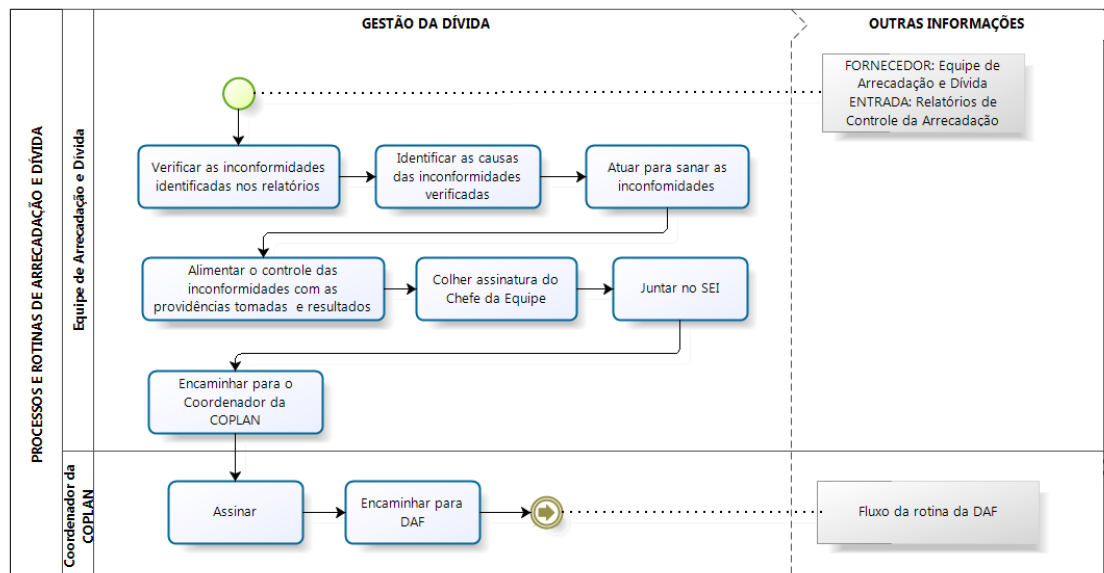 GESTÃO DA DÍVIDA
OUTRAS INFORMAÇÕES
PROCESSOS E ROTINAS DE ARRECADAÇÃO E DÍVIDA
Equipe de Arrecadação e Dívida
FORNECEDOR: Equipe de
Arrecadação e Dívida
ENTRADA: Relatórios de
Controle da Arrecadação
Verificar as inconformidades
identificadas nos relatórios
Identificar as causas
das inconformidades
verificadas
Atuar para sanar as
inconfomidades
Alimentar o controle das
inconformidades com as
providências tomadas e resultados
Colher assinatura do
Chefe da Equipe
Juntar no SEI
Encaminhar para o
Coordenador da
COPLAN
Coordenador da
COPLAN
Assinar
Encaminhar para
DAF
Fluxo da rotina da DAF